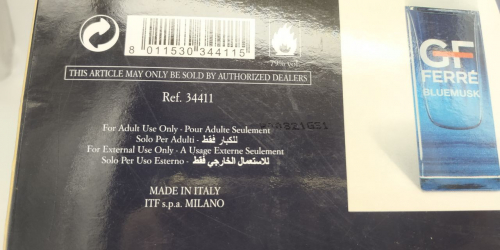 8 011530 344115
79% vol
THIS ARTICLE MAY ONLY BE SOLD BY AUTHORIZED DEALERS
Ref. 34411
For Adult Use Only - Pour Adulte Seulement
Solo Per Adulti - للكبار فقط
For External Use Only - A Usage Externe Seulement
Solo Per Uso Esterno - للاستعمال الخارجي فقط
MADE IN ITALY
ITF s.p.a. MILANO
GF
FERRÉ
BLUEMUSK